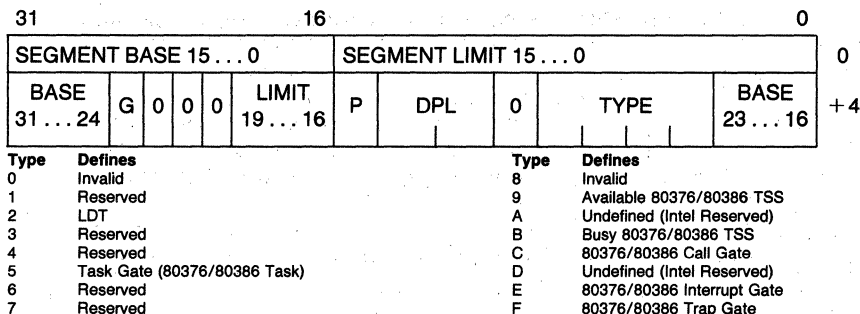 31 16 0
SEGMENT BASE 15 . . . 0 SEGMENT LIMIT 15 . . . 0 0
BASE 31 . . . 24 G 0 0 0 LIMIT 19 . . . 16 P DPL 0 TYPE BASE 23 . . . 16 +4
Type Defines Type Defines
0 Invalid 8 Invalid
1 Reserved 9 Available 80376/80386 TSS
2 LDT A Undefined (Intel Reserved)
3 Reserved B Busy 80376/80386 TSS
4 Reserved C 80376/80386 Call Gate
5 Task Gate (80376/80386 Task) D Undefined (Intel Reserved)
6 Reserved E 80376/80386 Interrupt Gate
7 Reserved F 80376/80386 Trap Gate